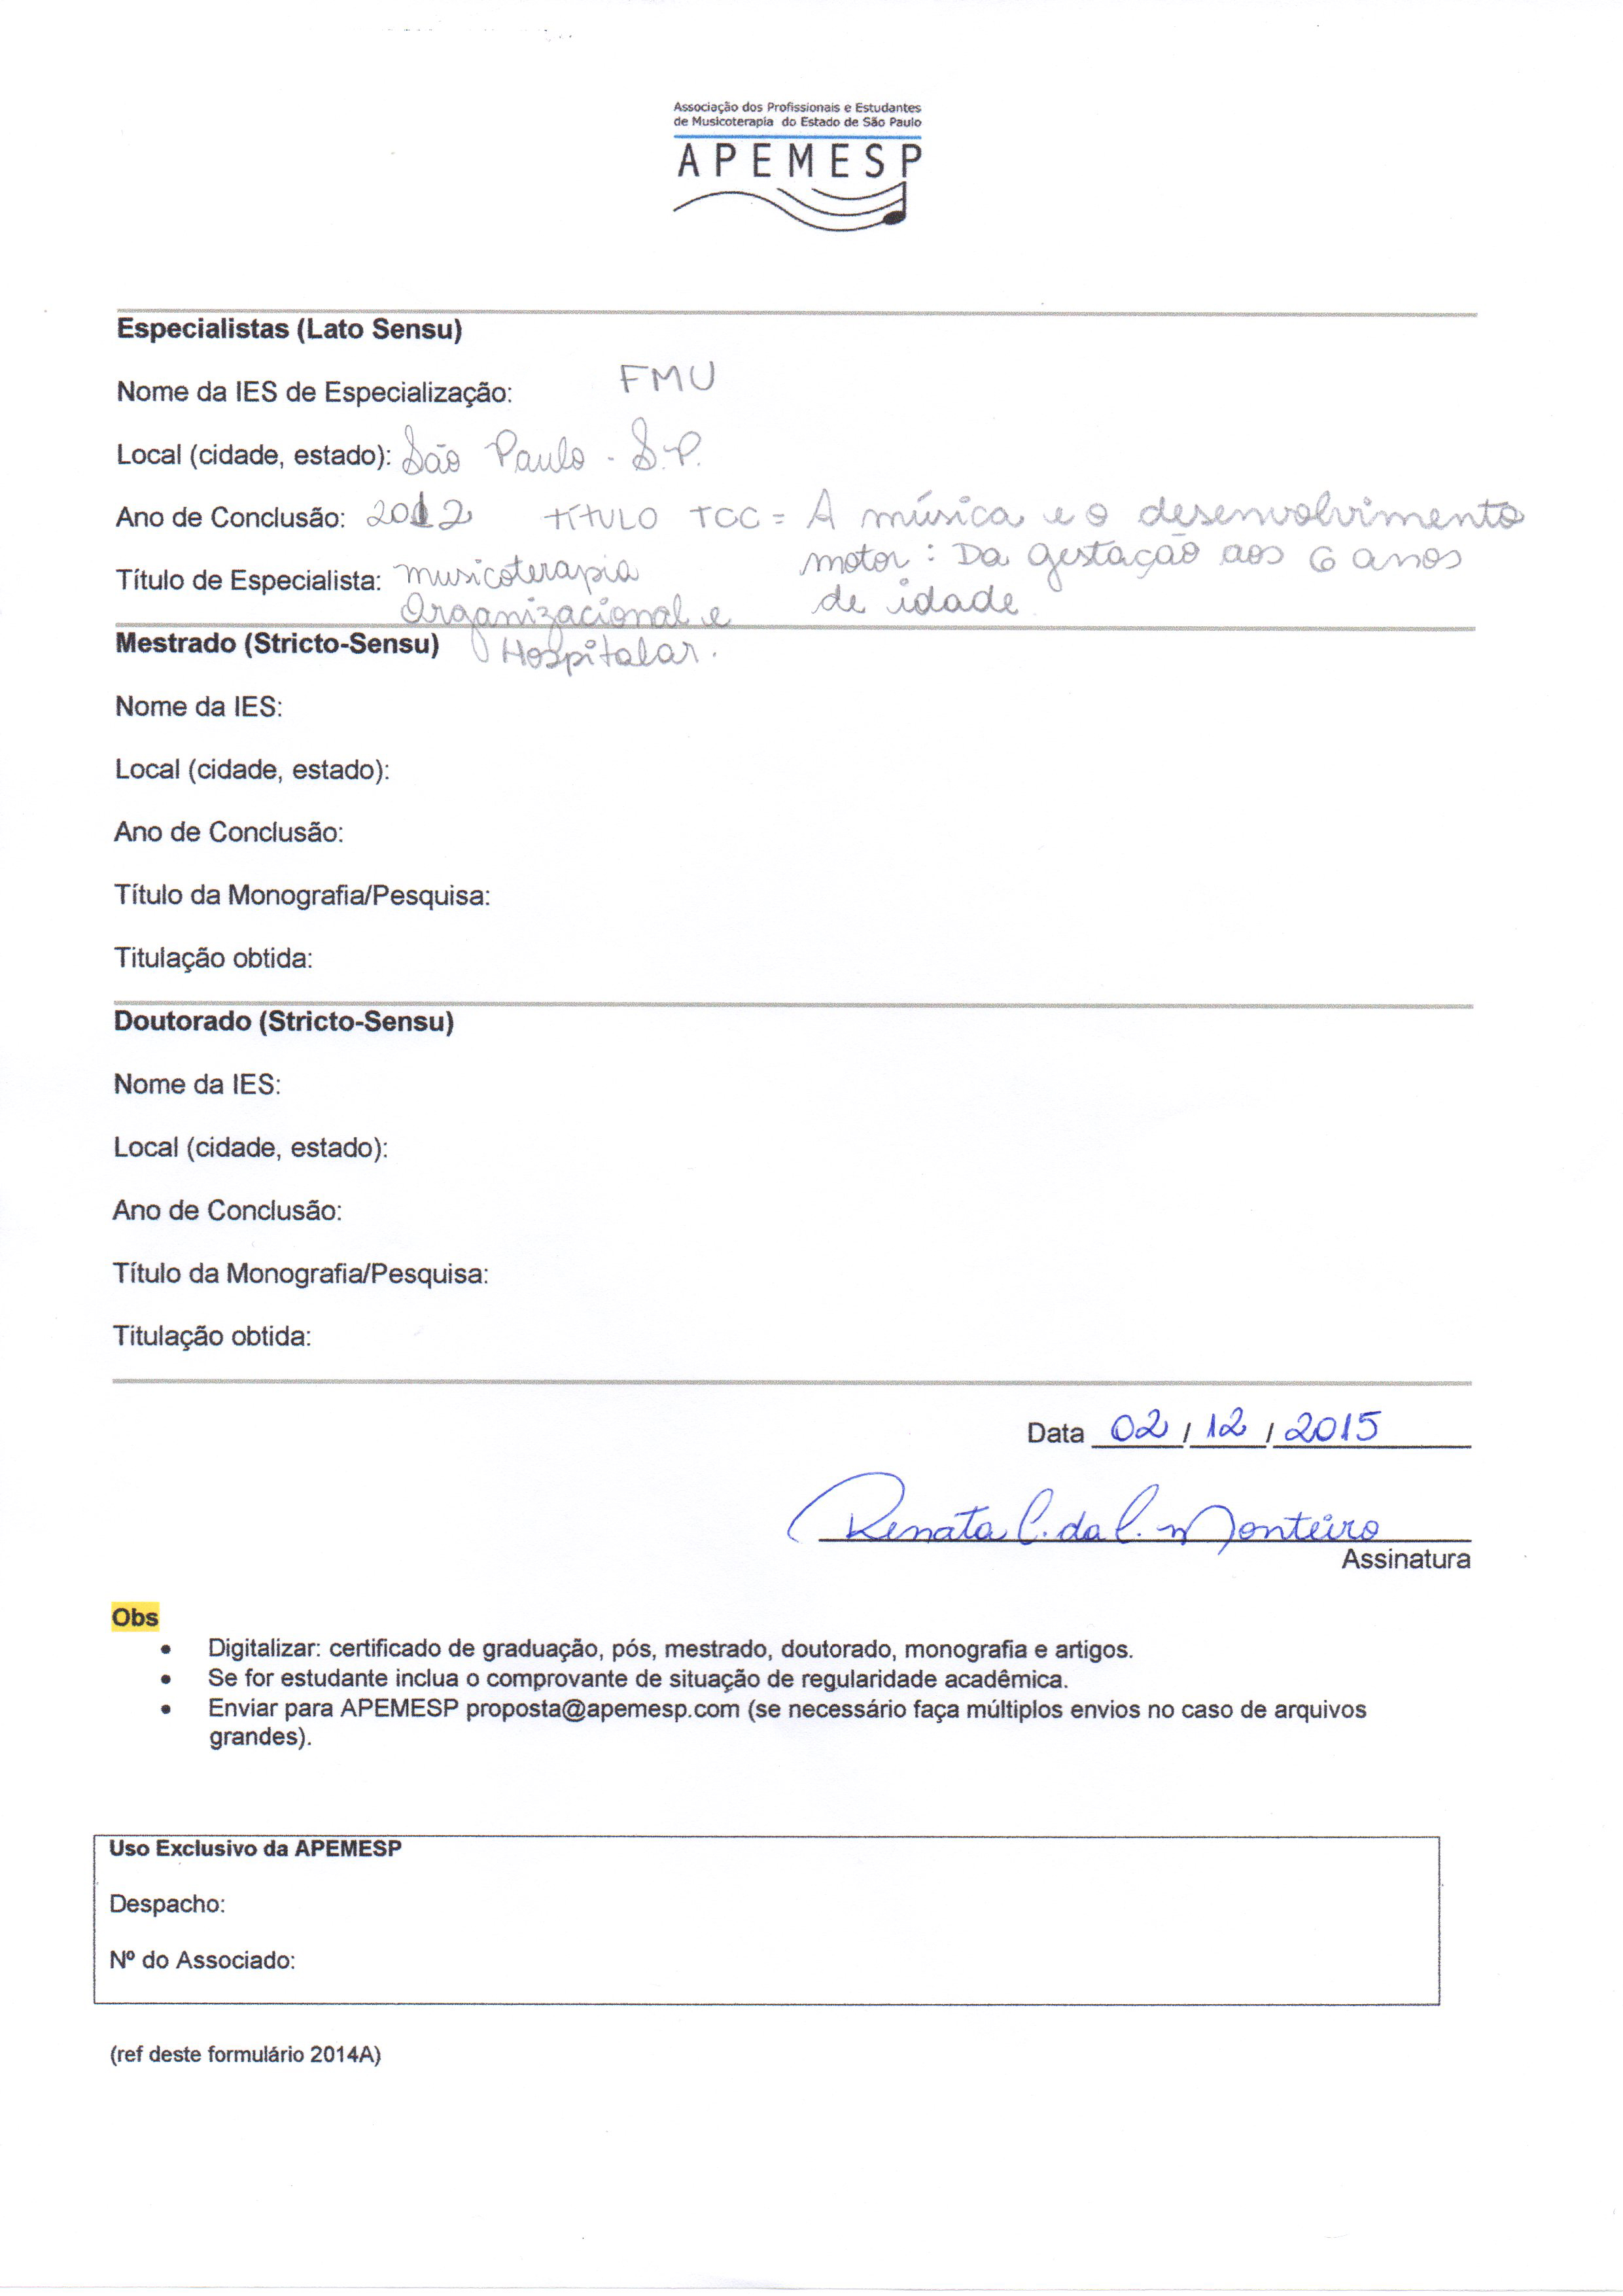 Associação dos Profissionais e Estudantes
de Musicoterapia do Estado de São Paulo
APEMESP
Especialistas (Lato Sensu)
Nome da IES de Especialização: FMU
Local (cidade, estado): São Paulo - S.P.
Ano de Conclusão: 2012 TÍTULO TCC = A música e o desenvolvimento
motor : Da gestação aos 6 anos
de idade
Título de Especialista: musicoterapia
Organizacional e
Hospitalar.
Mestrado (Stricto-Sensu)
Nome da IES:
Local (cidade, estado):
Ano de Conclusão:
Título da Monografia/Pesquisa:
Titulação obtida:
Doutorado (Stricto-Sensu)
Nome da IES:
Local (cidade, estado):
Ano de Conclusão:
Título da Monografia/Pesquisa:
Titulação obtida:
Data 02 / 12 / 2015
Renata C. da C. Monteiro
Assinatura
Obs
• Digitalizar: certificado de graduação, pós, mestrado, doutorado, monografia e artigos.
• Se for estudante inclua o comprovante de situação de regularidade acadêmica.
• Enviar para APEMESP proposta@apemesp.com (se necessário faça múltiplos envios no caso de arquivos
grandes).
Uso Exclusivo da APEMESP
Despacho:
Nº do Associado:
(ref deste formulário 2014A)